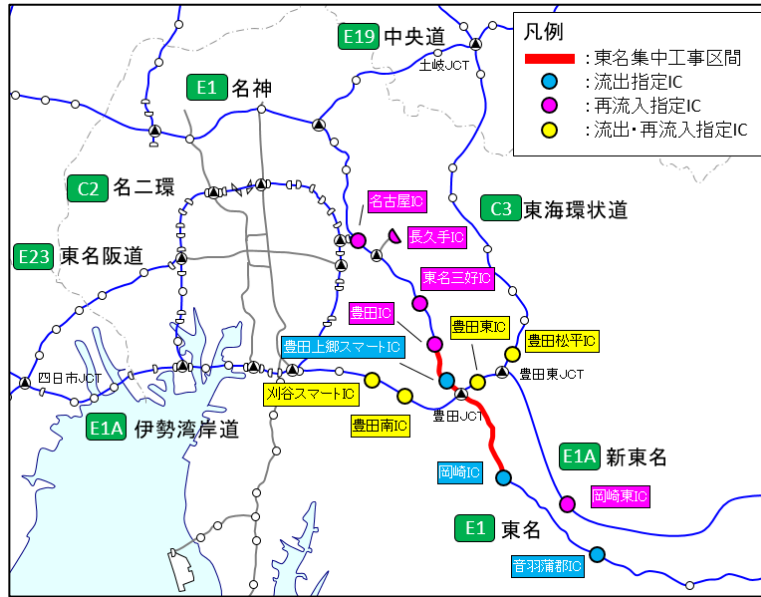 E19 中央道
土岐JCT
凡例
：東名集中工事区間
：流出指定IC
：再流入指定IC
：流出・再流入指定IC
E1 名神
C2 名二環
名古屋IC
長久手IC
C3 東海環状道
E23 東名阪道
東名三好IC
豊田IC
豊田東IC
豊田松平IC
豊田上郷スマートIC
四日市JCT
豊田東JCT
刈谷スマートIC
豊田JCT
豊田南IC
E1A 伊勢湾岸道
E1A 新東名
岡崎IC
岡崎東IC
E1 東名
音羽蒲郡IC